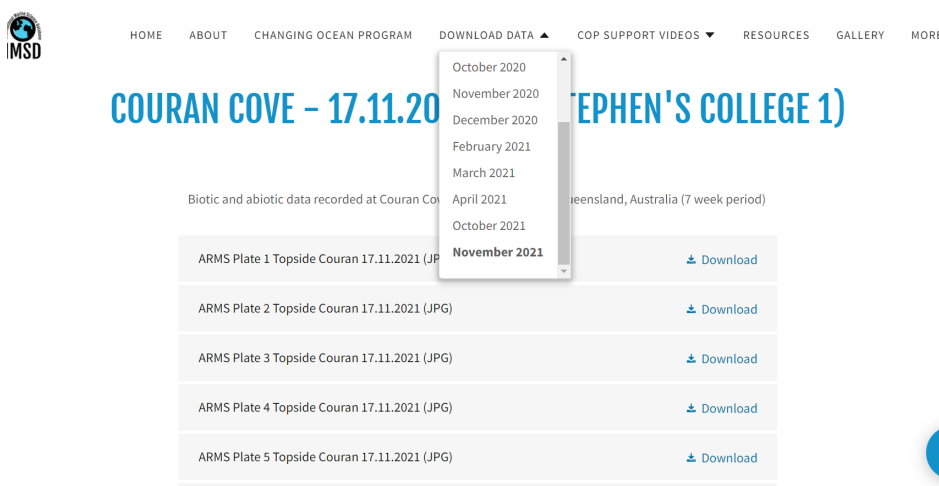 MSD
HOME ABOUT CHANGING OCEAN PROGRAM DOWNLOAD DATA COP SUPPORT VIDEOS RESOURCES GALLERY MORE
October 2020
November 2020
December 2020
February 2021
March 2021
April 2021
October 2021
November 2021
COURAN COVE – 17.11.20 EPHEN'S COLLEGE 1)
Biotic and abiotic data recorded at Couran Cov eensland, Australia (7 week period)
ARMS Plate 1 Topside Couran 17.11.2021 (JP Download
ARMS Plate 2 Topside Couran 17.11.2021 (JPG) Download
ARMS Plate 3 Topside Couran 17.11.2021 (JPG) Download
ARMS Plate 4 Topside Couran 17.11.2021 (JPG) Download
ARMS Plate 5 Topside Couran 17.11.2021 (JPG) Download